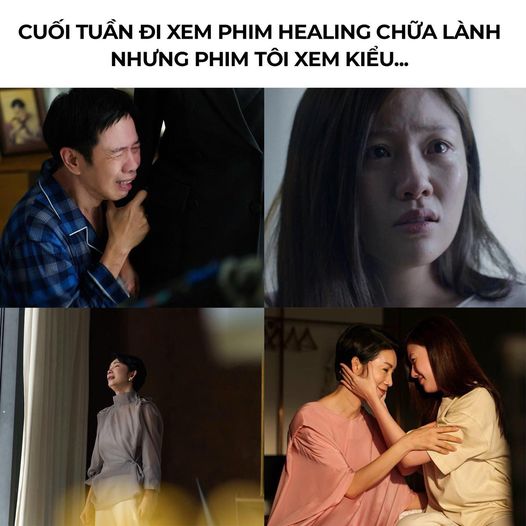 CUỐI TUẦN ĐI XEM PHIM HEALING CHỮA LÀNH
NHƯNG PHIM TÔI XEM KIỂU...